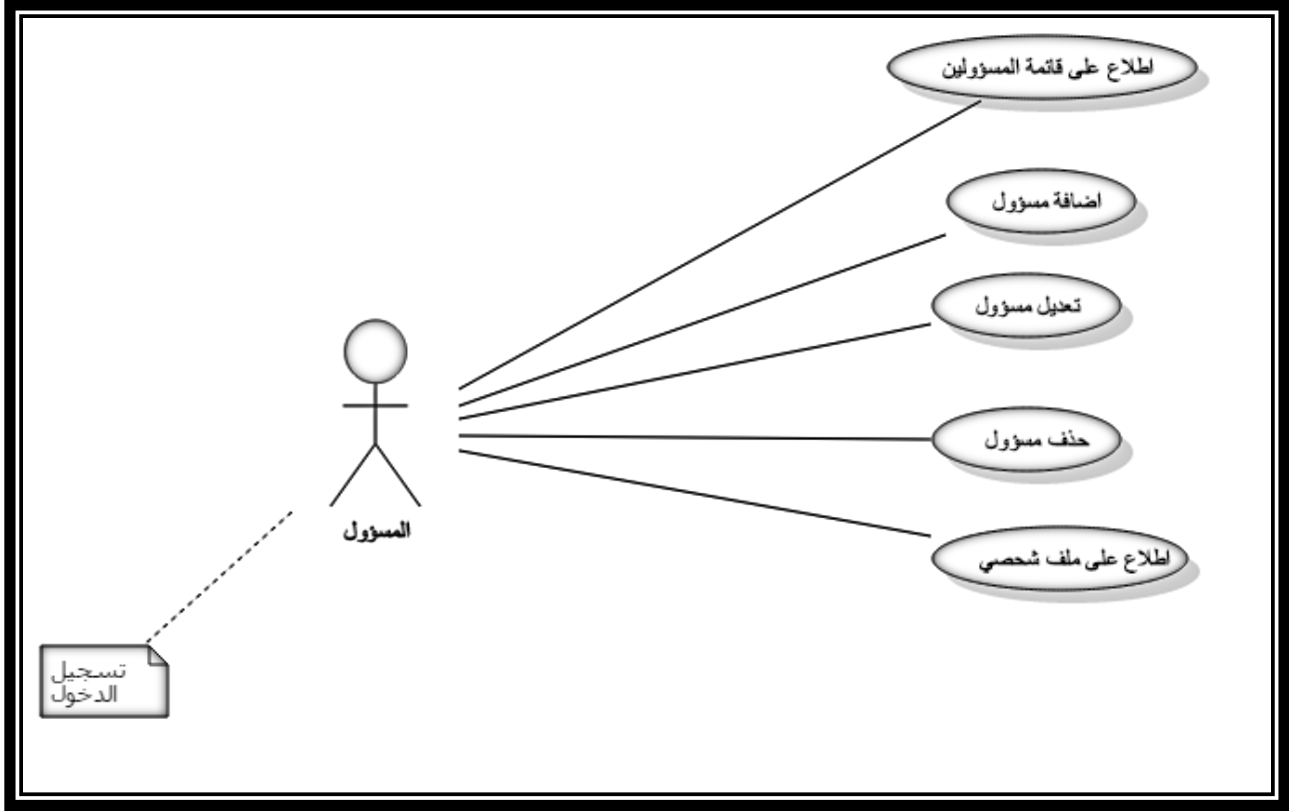 اطلاع على قائمة المسؤولين
اضافة مسؤول
تعديل مسؤول
حذف مسؤول
المسؤول
اطلاع على ملف شحصي
تسجيل
الدخول